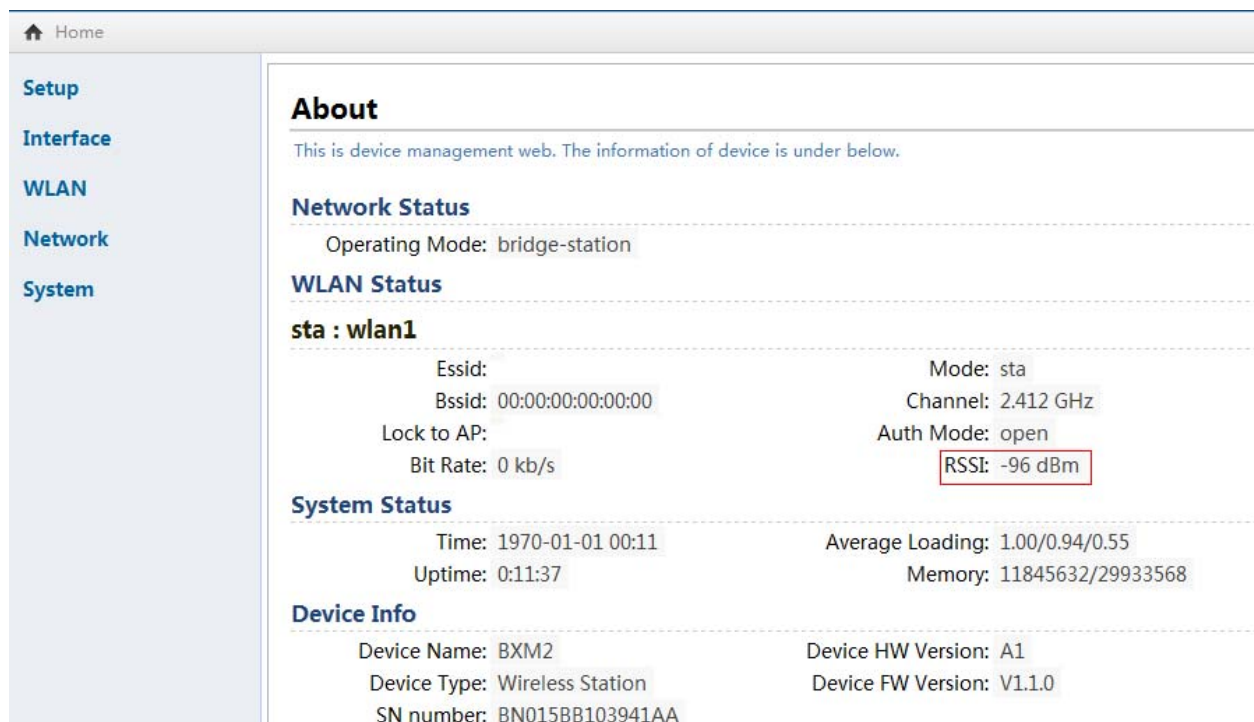 Home
Setup
Interface
WLAN
Network
System
About
This is device management web. The information of device is under below.
Network Status
Operating Mode: bridge-station
WLAN Status
sta : wlan1
Essid: Mode: sta
Bssid: 00:00:00:00:00:00 Channel: 2.412 GHz
Lock to AP: Auth Mode: open
Bit Rate: 0 kb/s RSSI: -96 dBm
System Status
Time: 1970-01-01 00:11 Average Loading: 1.00/0.94/0.55
Uptime: 0:11:37 Memory: 11845632/29933568
Device Info
Device Name: BXM2 Device HW Version: A1
Device Type: Wireless Station Device FW Version: V1.1.0
SN number: BN015BB103941AA